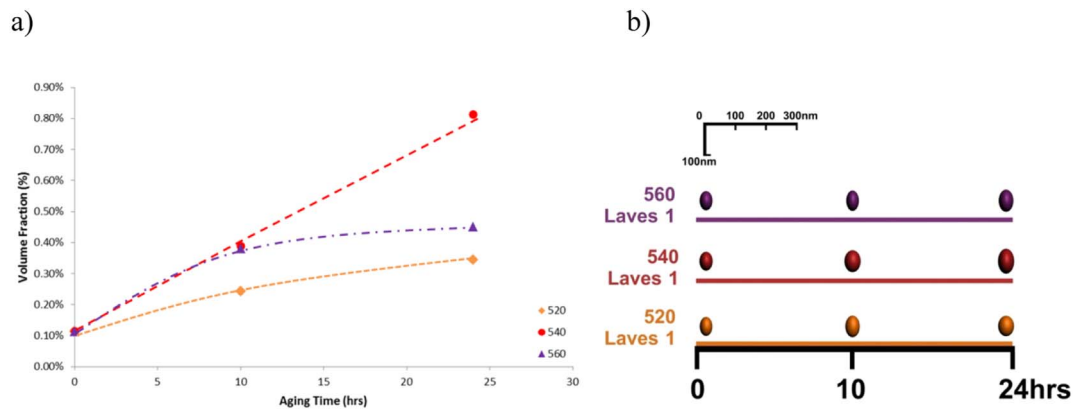 a)
0.90%
0.80%
0.70%
0.60%
0.50%
0.40%
0.30%
0.20%
0.10%
0.00%
Volume Fraction (%)
0 5 10 15 20 25 30
Aging Time (hrs)
520
540
560
b)
0 100 200 300nm
100nm
560
Laves 1
540
Laves 1
520
Laves 1
0 10 24hrs